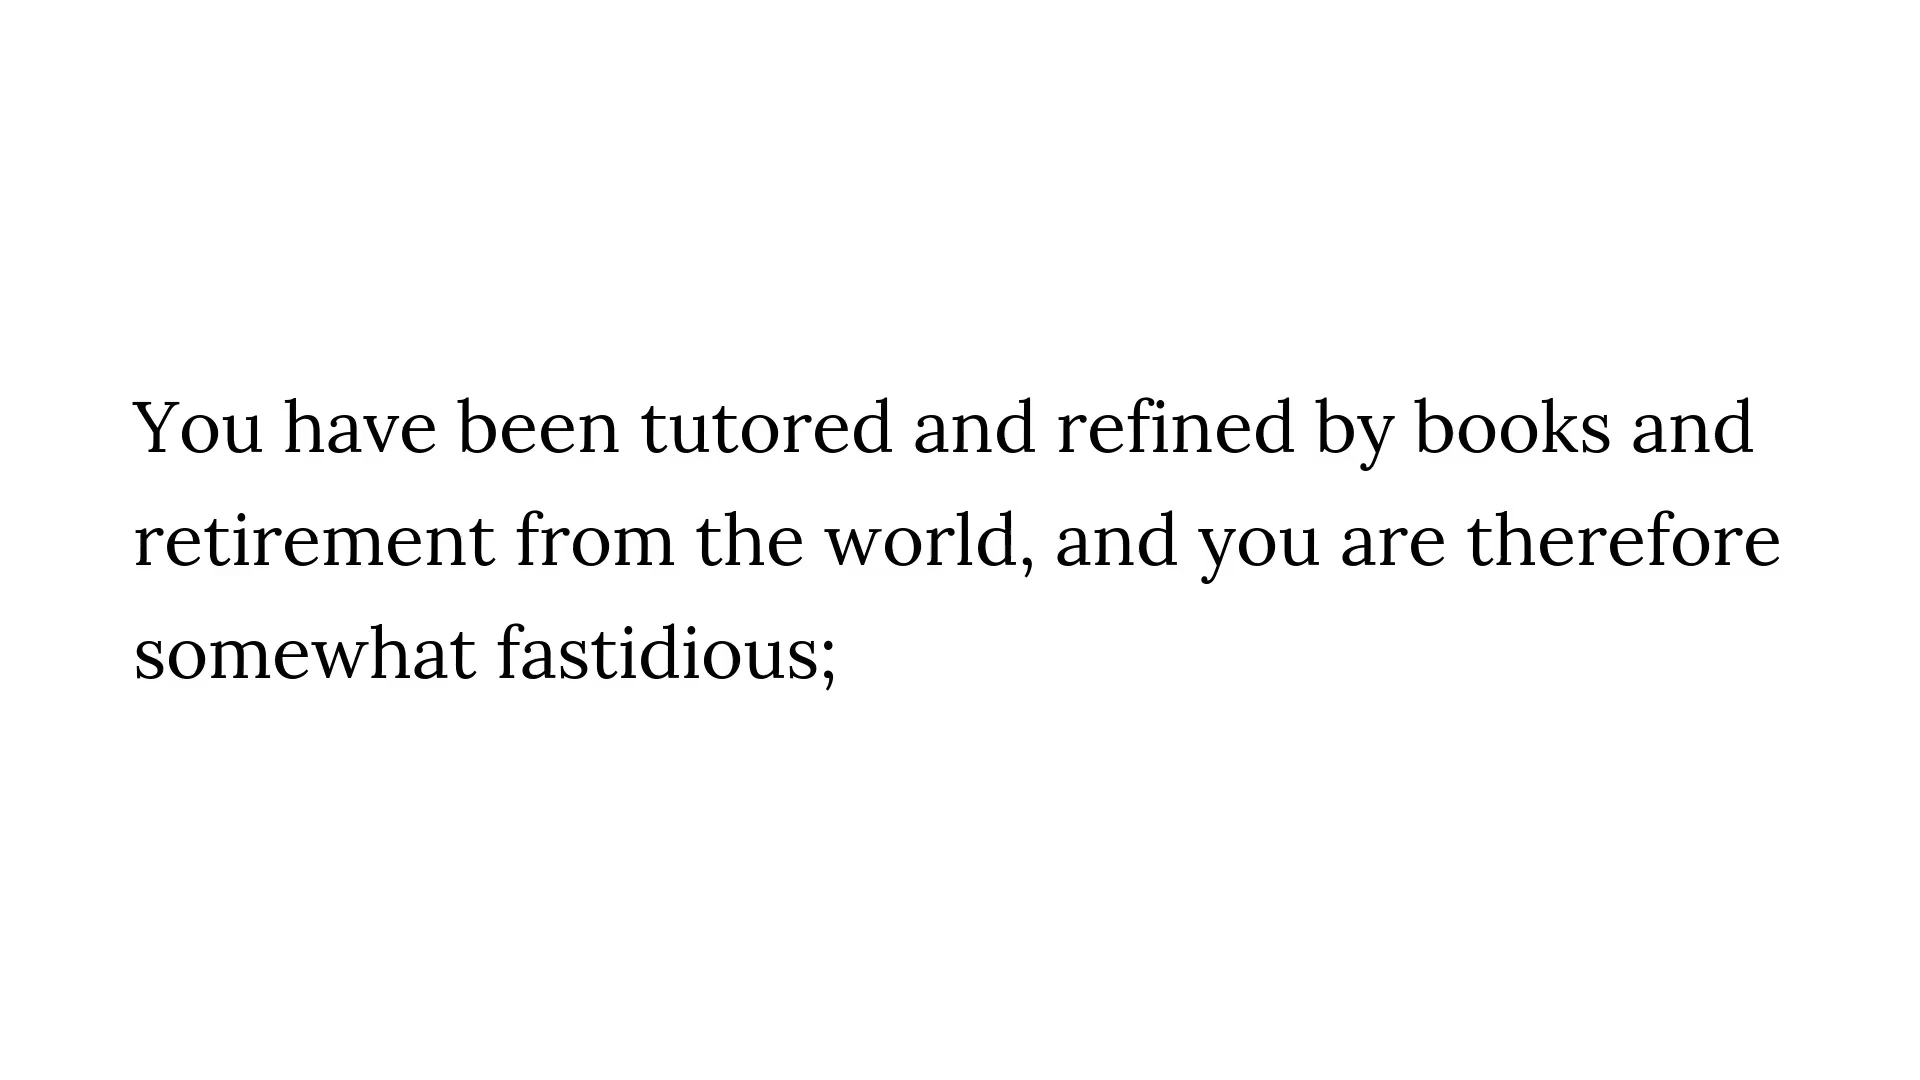 You have been tutored and refined by books and
retirement from the world, and you are therefore
somewhat fastidious;